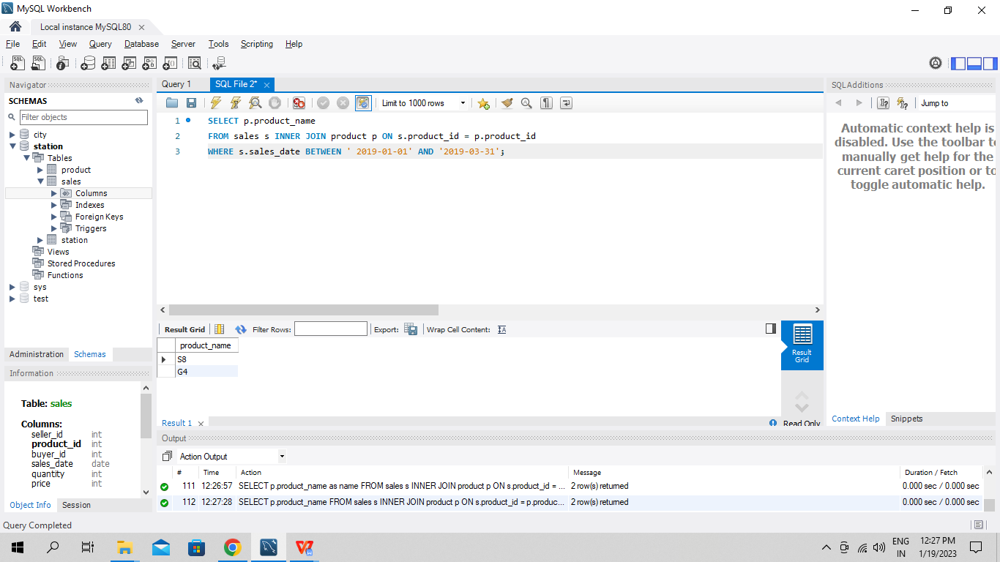 MySQL Workbench
Local instance MySQL80
File Edit View Query Database Server Tools Scripting Help
Navigator
SCHEMAS
Filter objects
city
station
Tables
product
sales
Columns
Indexes
Foreign Keys
Triggers
station
Views
Stored Procedures
Functions
sys
test
Administration Schemas
Information
Table: sales
Columns:
seller_id int
product_id int
buyer_id int
sales_date date
quantity int
price int
Object Info Session
Query 1 SQL File 2*
Limit to 1000 rows
1 SELECT p.product_name
2 FROM sales s INNER JOIN product p ON s.product_id = p.product_id
3 WHERE s.sales_date BETWEEN ' 2019-01-01' AND '2019-03-31';
Result Grid Filter Rows: Export: Wrap Cell Content:
product_name
S8
G4
Result
Grid
Result 1 Read Only
Output
Action Output
# Time Action Message Duration / Fetch
111 12:26:57 SELECT p.product_name as name FROM sales s INNER JOIN product p ON s.product_id = ... 2 row(s) returned 0.000 sec / 0.000 sec
112 12:27:28 SELECT p.product_name FROM sales s INNER JOIN product p ON s.product_id = p.produc... 2 row(s) returned 0.000 sec / 0.000 sec
SQLAdditions
Jump to
Automatic context help is
disabled. Use the toolbar to
manually get help for the
current caret position or to
toggle automatic help.
Context Help Snippets
Query Completed
ENG
IN
12:27 PM
1/19/2023